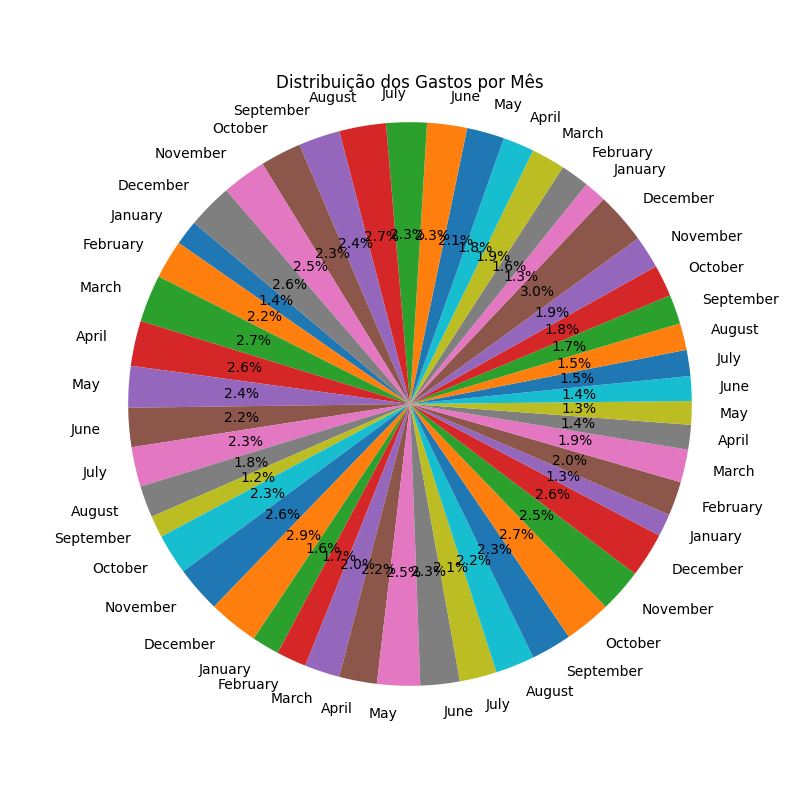 Distribuição dos Gastos por Mês
June
1.4%
July
1.5%
August
1.5%
September
1.7%
October
1.8%
November
1.9%
December
3.0%
January
1.3%
February
1.6%
March
1.9%
April
1.8%
May
2.1%
June
2.3%
July
2.3%
August
2.7%
September
2.4%
October
2.3%
November
2.5%
December
2.6%
January
1.4%
February
2.2%
March
2.7%
April
2.6%
May
2.4%
June
2.2%
July
2.3%
August
1.8%
September
1.2%
October
2.3%
November
2.6%
December
2.9%
January
1.6%
February
1.7%
March
2.0%
April
2.2%
May
2.5%
June
2.3%
July
2.1%
August
2.2%
September
2.3%
October
2.7%
November
2.5%
December
2.6%
January
1.3%
February
2.0%
March
1.9%
April
1.4%
May
1.3%